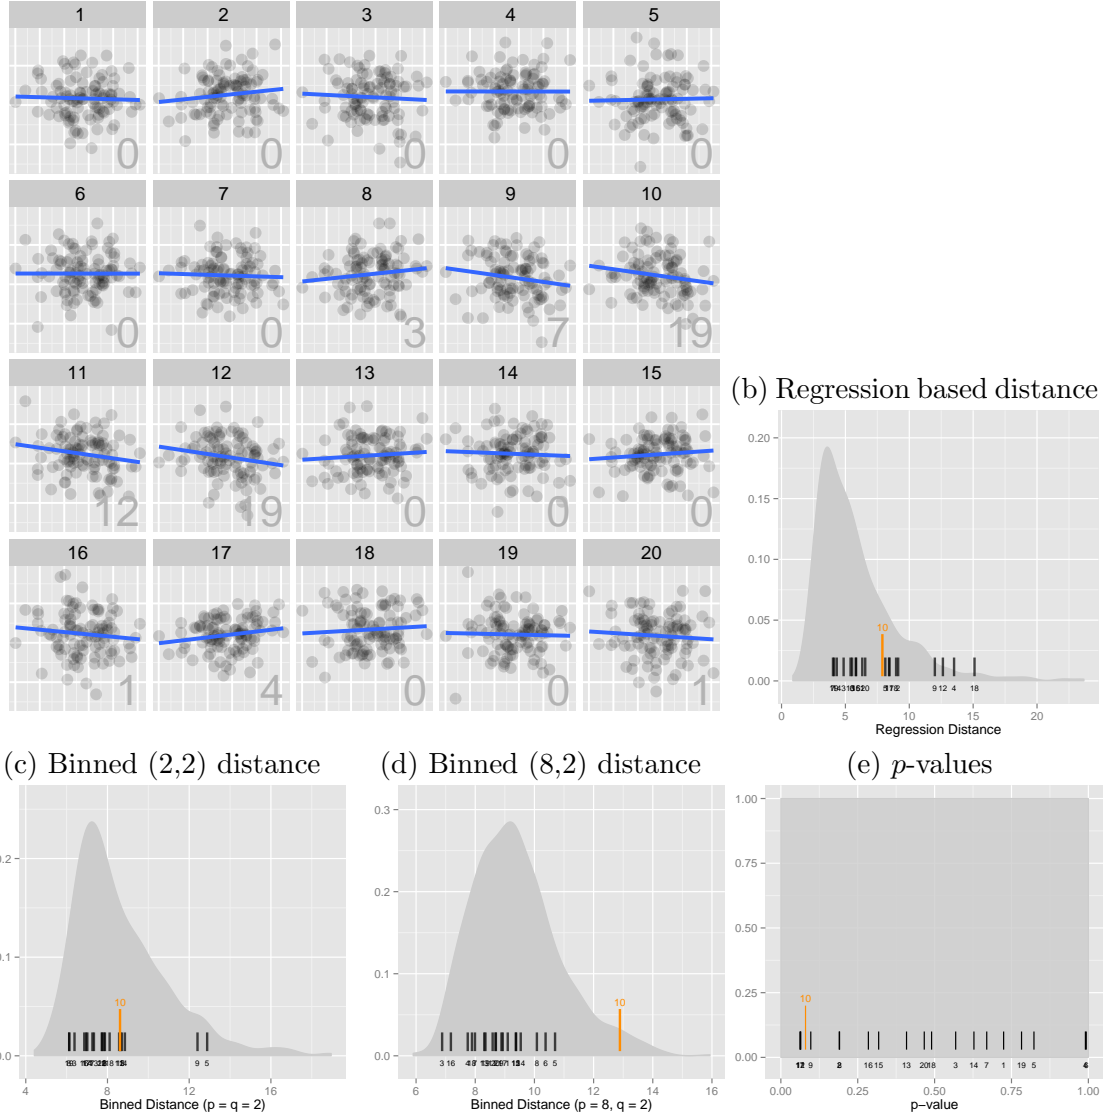 1 2 3 4 5
0 0 0 0 0
6 7 8 9 10
0 0 3 7 19
11 12 13 14 15
12 19 0 0 0
16 17 18 19 20
1 4 0 0 1
(b) Regression based distance
0.20
0.15
0.10
0.05
10
0.00
9 12 4 18
0 5 10 15 20
Regression Distance
(c) Binned (2,2) distance
0.2
0.1
10
0.0
9 5
4 8 12 16
Binned Distance (p = q = 2)
(d) Binned (8,2) distance
0.3
0.2
0.1
10
0.0
3 16 8 6 5
6 8 10 12 14 16
Binned Distance (p = 8, q = 2)
(e) p-values
1.00
0.75
0.50
0.25
10
0.00
9 16 15 13 20 19 3 14 7 1 19 5
0.00 0.25 0.50 0.75 1.00
p-value